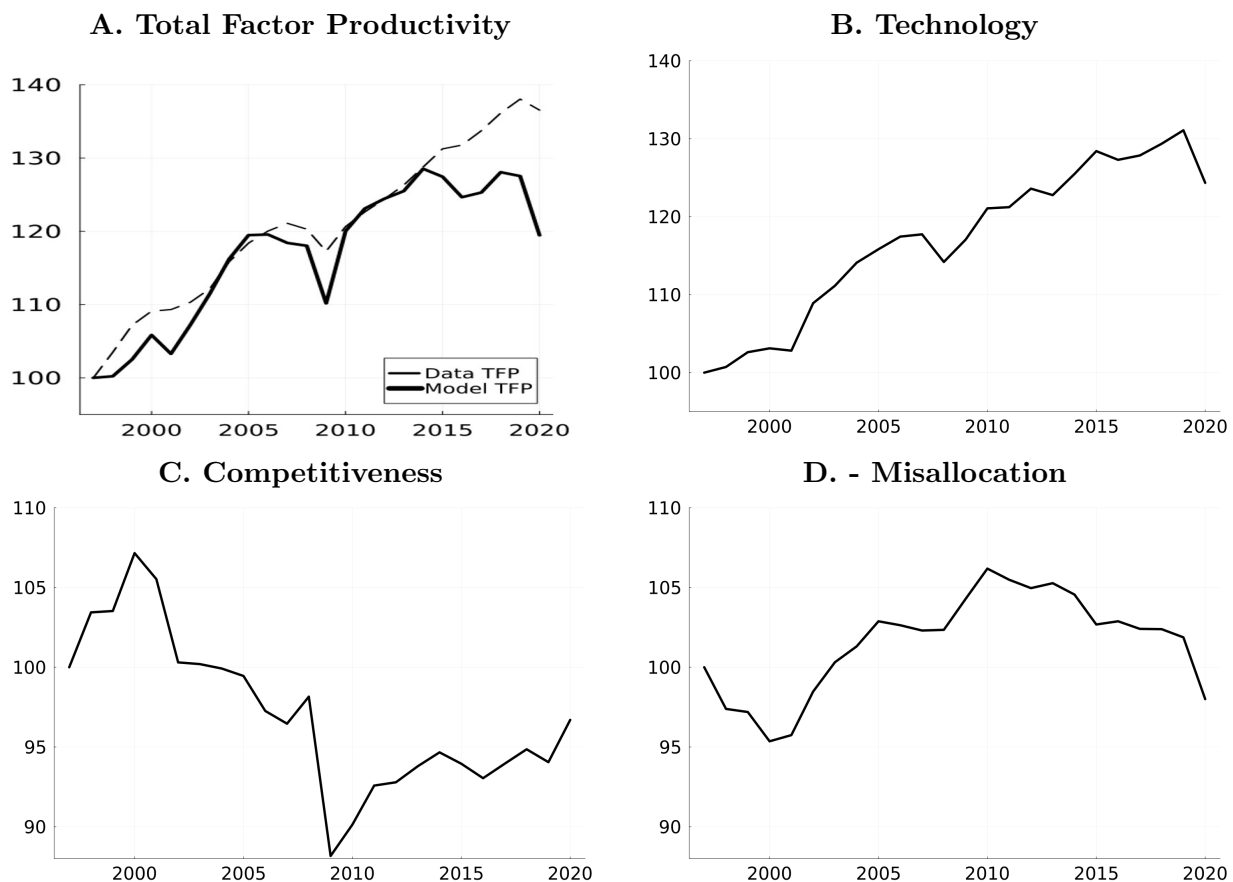 A. Total Factor Productivity
140
130
120
110
100
Data TFP
Model TFP
2000 2005 2010 2015 2020
B. Technology
140
130
120
110
100
2000 2005 2010 2015 2020
C. Competitiveness
110
105
100
95
90
2000 2005 2010 2015 2020
D. - Misallocation
110
105
100
95
90
2000 2005 2010 2015 2020